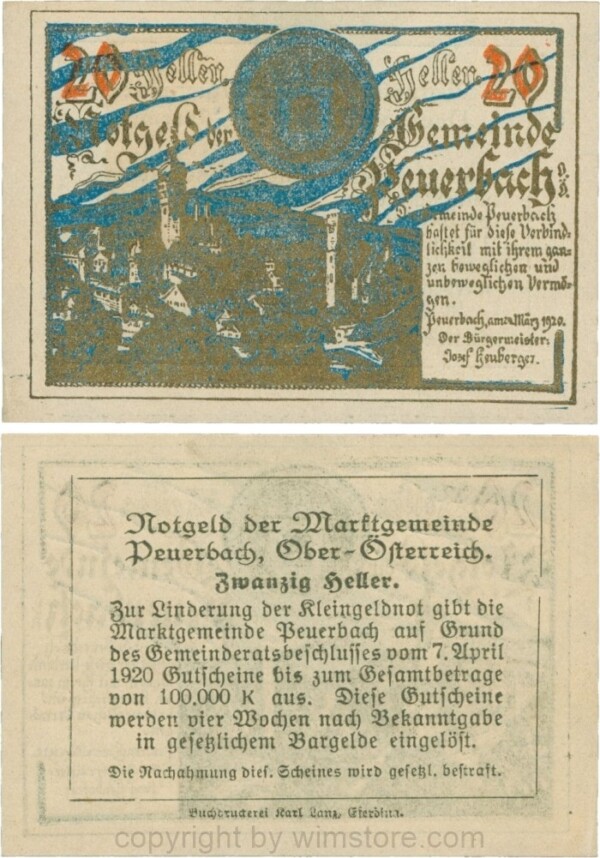 20 Heller. Heller. 20
Notgeld der Gemeinde
Peuerbach O.Ö.
Gemeinde Peuerbach
haftet für diese Verbind-
lichkeit mit ihrem gan-
zen beweglichen und
unbeweglichen Vermö-
gen.
Peuerbach, am März 1920.
Der Bürgermeister:
Josef Heuberger.
Notgeld der Marktgemeinde
Peuerbach, Ober-Österreich.
Zwanzig Heller.
Zur Linderung der Kleingeldnot gibt die
Marktgemeinde Peuerbach auf Grund
des Gemeinderatsbeschlusses vom 7. April
1920 Gutscheine bis zum Gesamtbetrage
von 100.000 K aus. Diese Gutscheine
werden vier Wochen nach Bekanntgabe
in gesetzlichem Bargelde eingelöst.
Die Nachahmung dies. Scheines wird gesetzl. bestraft.
Buchdruckerei Karl Lanz, Eferding.
copyright by wimstore.com